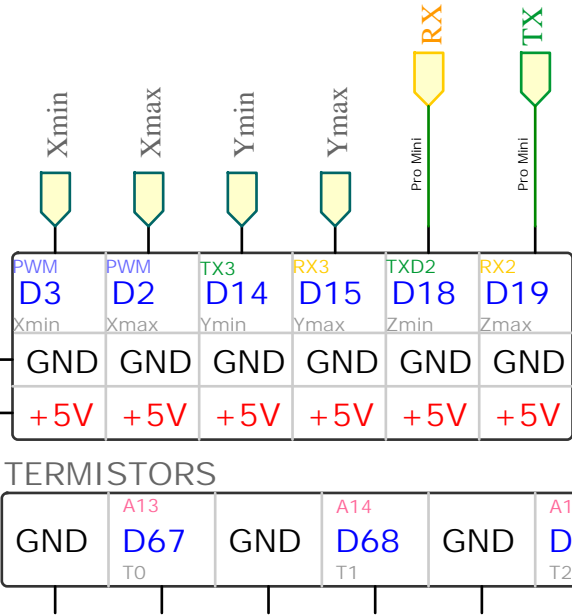 RX TX
Xmin Xmax Ymin Ymax
Pro Mini Pro Mini
PWM PWM TX3 RX3 TXD2 RX2
D3 D2 D14 D15 D18 D19
Xmin Xmax Ymin Ymax Zmin Zmax
GND GND GND GND GND GND
+5V +5V +5V +5V +5V +5V
TERMISTORS
A13 A14 A1
GND D67 GND D68 GND D
T0 T1 T2